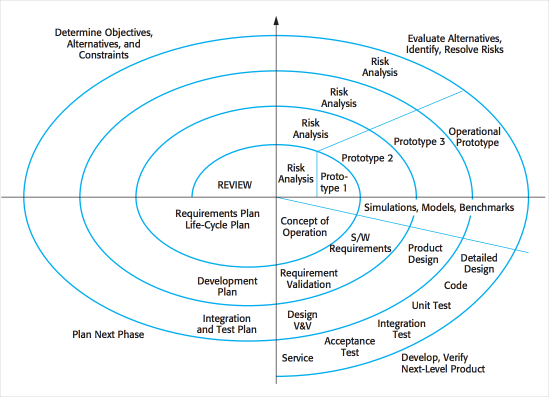 Determine Objectives,
Alternatives, and
Constraints
Evaluate Alternatives,
Identify, Resolve Risks
Risk
Analysis
Risk
Analysis
Risk
Analysis
Risk
Analysis
Proto-
type 1
Prototype 2
Prototype 3
Operational
Prototype
REVIEW
Requirements Plan
Life-Cycle Plan
Development
Plan
Integration
and Test Plan
Plan Next Phase
Simulations, Models, Benchmarks
Concept of
Operation
S/W
Requirements
Product
Design
Detailed
Design
Requirement
Validation
Code
Unit Test
Design
V&V
Integration
Test
Acceptance
Test
Service
Develop, Verify
Next-Level Product